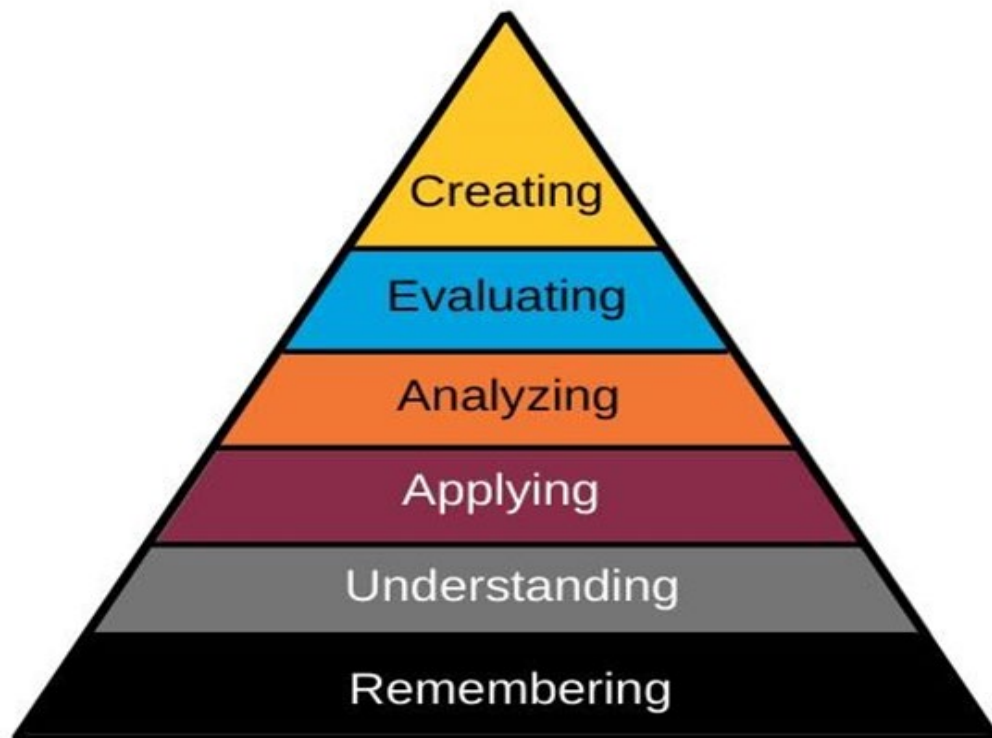 Creating
Evaluating
Analyzing
Applying
Understanding
Remembering